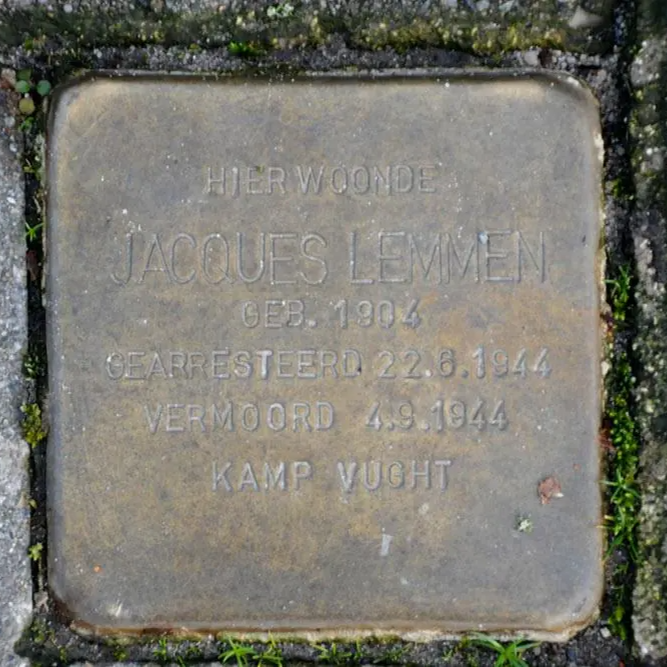 HIER WOONDE
JACQUES LEMMEN
GEB. 1904
GEARRESTEERD 22.6.1944
VERMOORD 4.9.1944
KAMP VUGHT